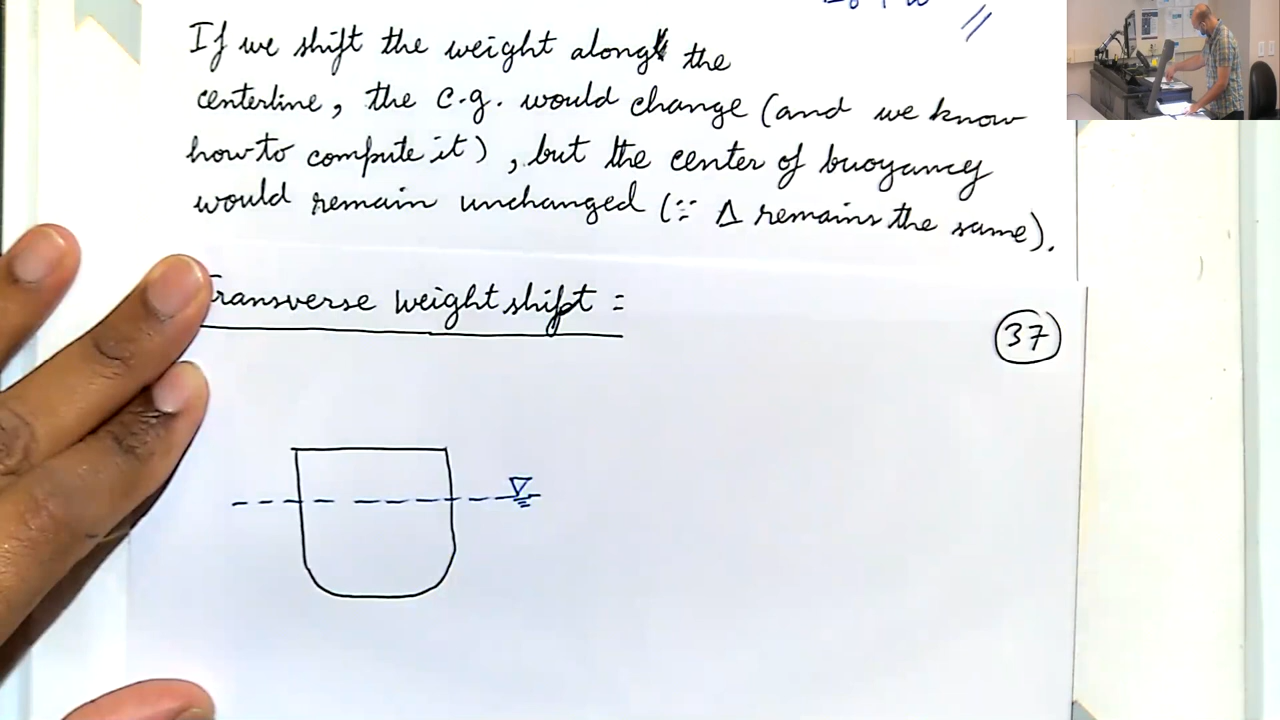 If we shift the weight along the
centerline, the c.g. would change (and we know
how to compute it), but the center of buoyancy
would remain unchanged (∵ Δ remains the same).
Transverse weight shift :
37